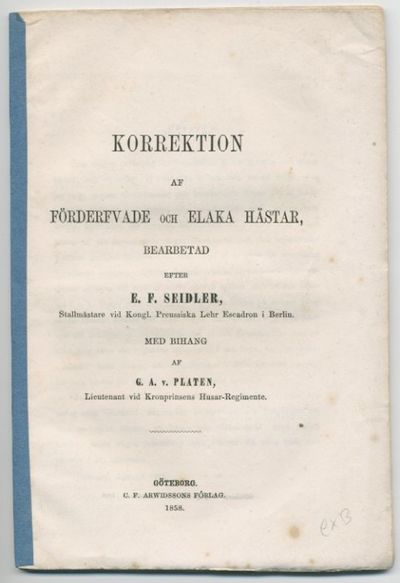 KORREKTION
AF
FÖRDERFVADE OCH ELAKA HÄSTAR,
BEARBETAD
EFTER
E. F. SEIDLER,
Stallmästare vid Kongl. Preussiska Lehr Escadron i Berlin.
MED BIHANG
AF
G. A. v. PLATEN,
Lieutenant vid Kronprinsens Husar-Regimente.
GÖTEBORG.
C. F. ARWIDSSONS FÖRLAG.
1858.
ex B